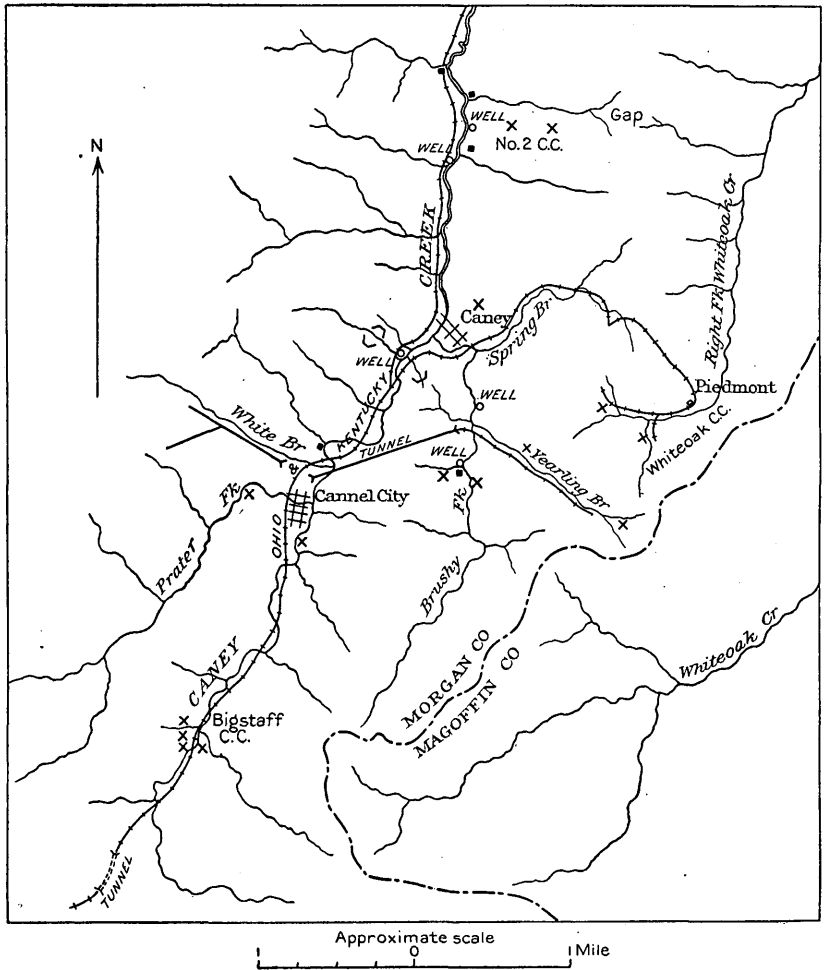 WELL
Gap
No. 2 C.C.
WELL
N
CREEK
Right Fk Whiteoak Cr
Caney
Spring Br
WELL
KENTUCKY
Piedmont
WELL
White Br
TUNNEL
Whiteoak C.C.
WELL
Yearling Br
&
Prater Fk
Cannel City
OHIO
Brushy Fk
Whiteoak Cr
CANEY
MORGAN CO
MAGOFFIN CO
Bigstaff
C.C.
TUNNEL
Approximate scale
0
1 Mile